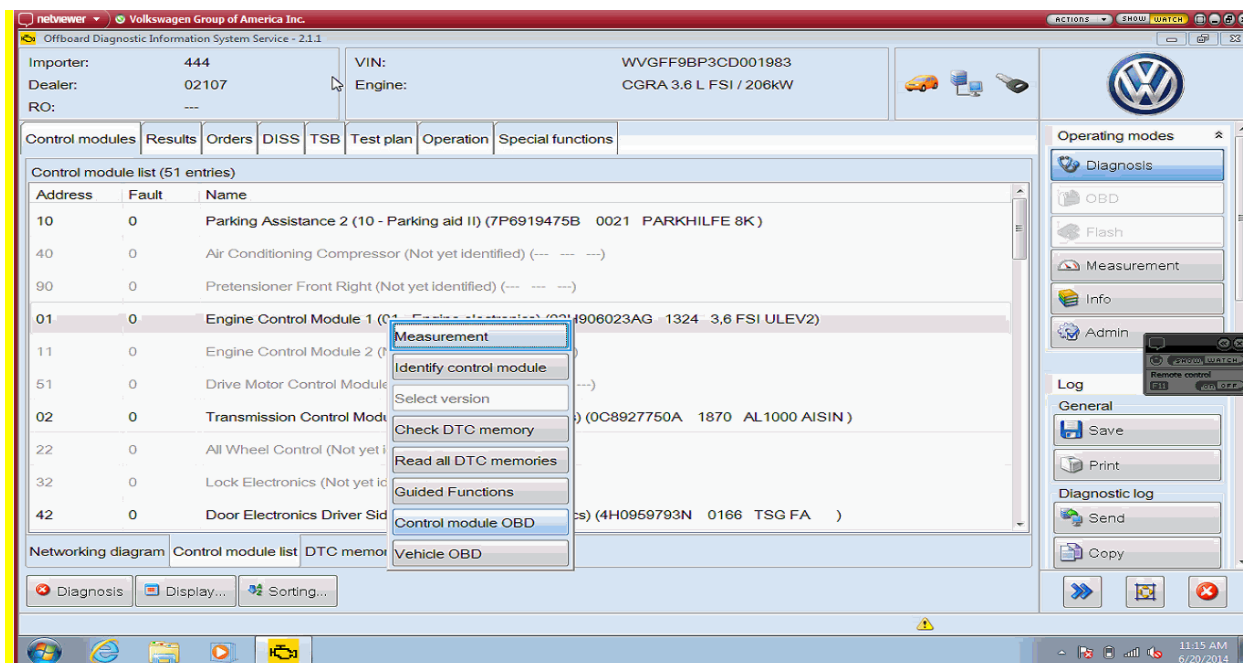 netviewer Volkswagen Group of America Inc. ACTIONS SHOW WATCH
Offboard Diagnostic Information System Service - 2.1.1
Importer: 444 VIN: WVGFF9BP3CD001983
Dealer: 02107 Engine: CGRA 3.6 L FSI / 206kW
RO: ---
Control modules Results Orders DISS TSB Test plan Operation Special functions
Control module list (51 entries)
Address Fault Name
10 0 Parking Assistance 2 (10 - Parking aid II) (7P6919475B 0021 PARKHILFE 8K )
40 0 Air Conditioning Compressor (Not yet identified) (--- --- ---)
90 0 Pretensioner Front Right (Not yet identified) (--- --- ---)
01 0 Engine Control Module 1 (01 - Engine electronics) (03H906023AG 1324 3,6 FSI ULEV2)
11 0 Engine Control Module 2 ( )
51 0 Drive Motor Control Module ---)
02 0 Transmission Control Modu ) (0C8927750A 1870 AL1000 AISIN )
22 0 All Wheel Control (Not yet i
32 0 Lock Electronics (Not yet id
42 0 Door Electronics Driver Sid cs) (4H0959793N 0166 TSG FA )
Measurement
Identify control module
Select version
Check DTC memory
Read all DTC memories
Guided Functions
Control module OBD
Vehicle OBD
Networking diagram Control module list DTC memor
Diagnosis Display... Sorting...
Operating modes
Diagnosis
OBD
Flash
Measurement
Info
Admin
SHOW WATCH
Remote control
F11 ON OFF
Log
General
Save
Print
Diagnostic log
Send
Copy
11:15 AM
6/20/2014